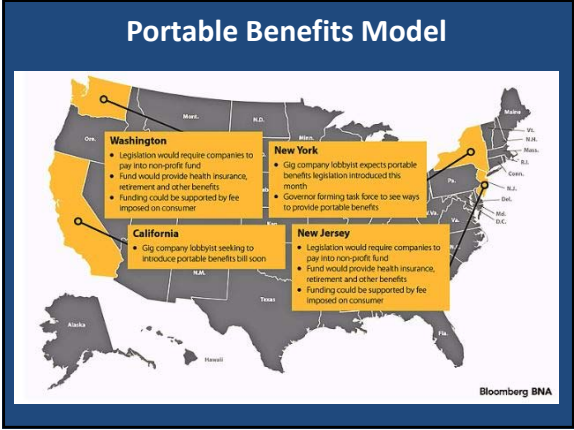 Portable Benefits Model
Mont.
N.D.
Minn.
Maine
Vt.
N.H.
Mass.
R.I.
Conn.
N.J.
Del.
Md.
D.C.
Ore.
Pa.
Va.
Washington
• Legislation would require companies to
pay into non-profit fund
• Fund would provide health insurance,
retirement and other benefits
• Funding could be supported by fee
imposed on consumer
New York
• Gig company lobbyist expects portable
benefits legislation introduced this
month
• Governor forming task force to see ways
to provide portable benefits
California
• Gig company lobbyist seeking to
introduce portable benefits bill soon
New Jersey
• Legislation would require companies to
pay into non-profit fund
• Fund would provide health insurance,
retirement and other benefits
• Funding could be supported by fee
imposed on consumer
N.M.
Texas
Fla.
Alaska
Hawaii
Bloomberg BNA